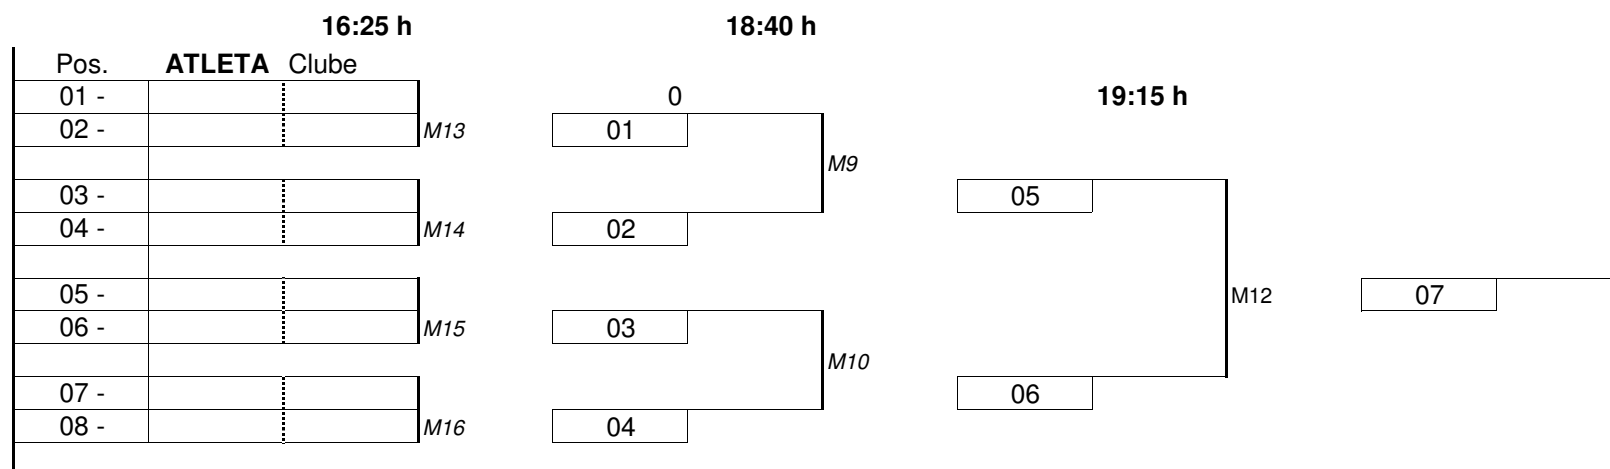 16:25 h 18:40 h
Pos. ATLETA Clube
01 - 0 19:15 h
02 - M13 01
M9
03 - 05
04 - M14 02
05 - M12 07
06 - M15 03
M10
07 - 06
08 - M16 04